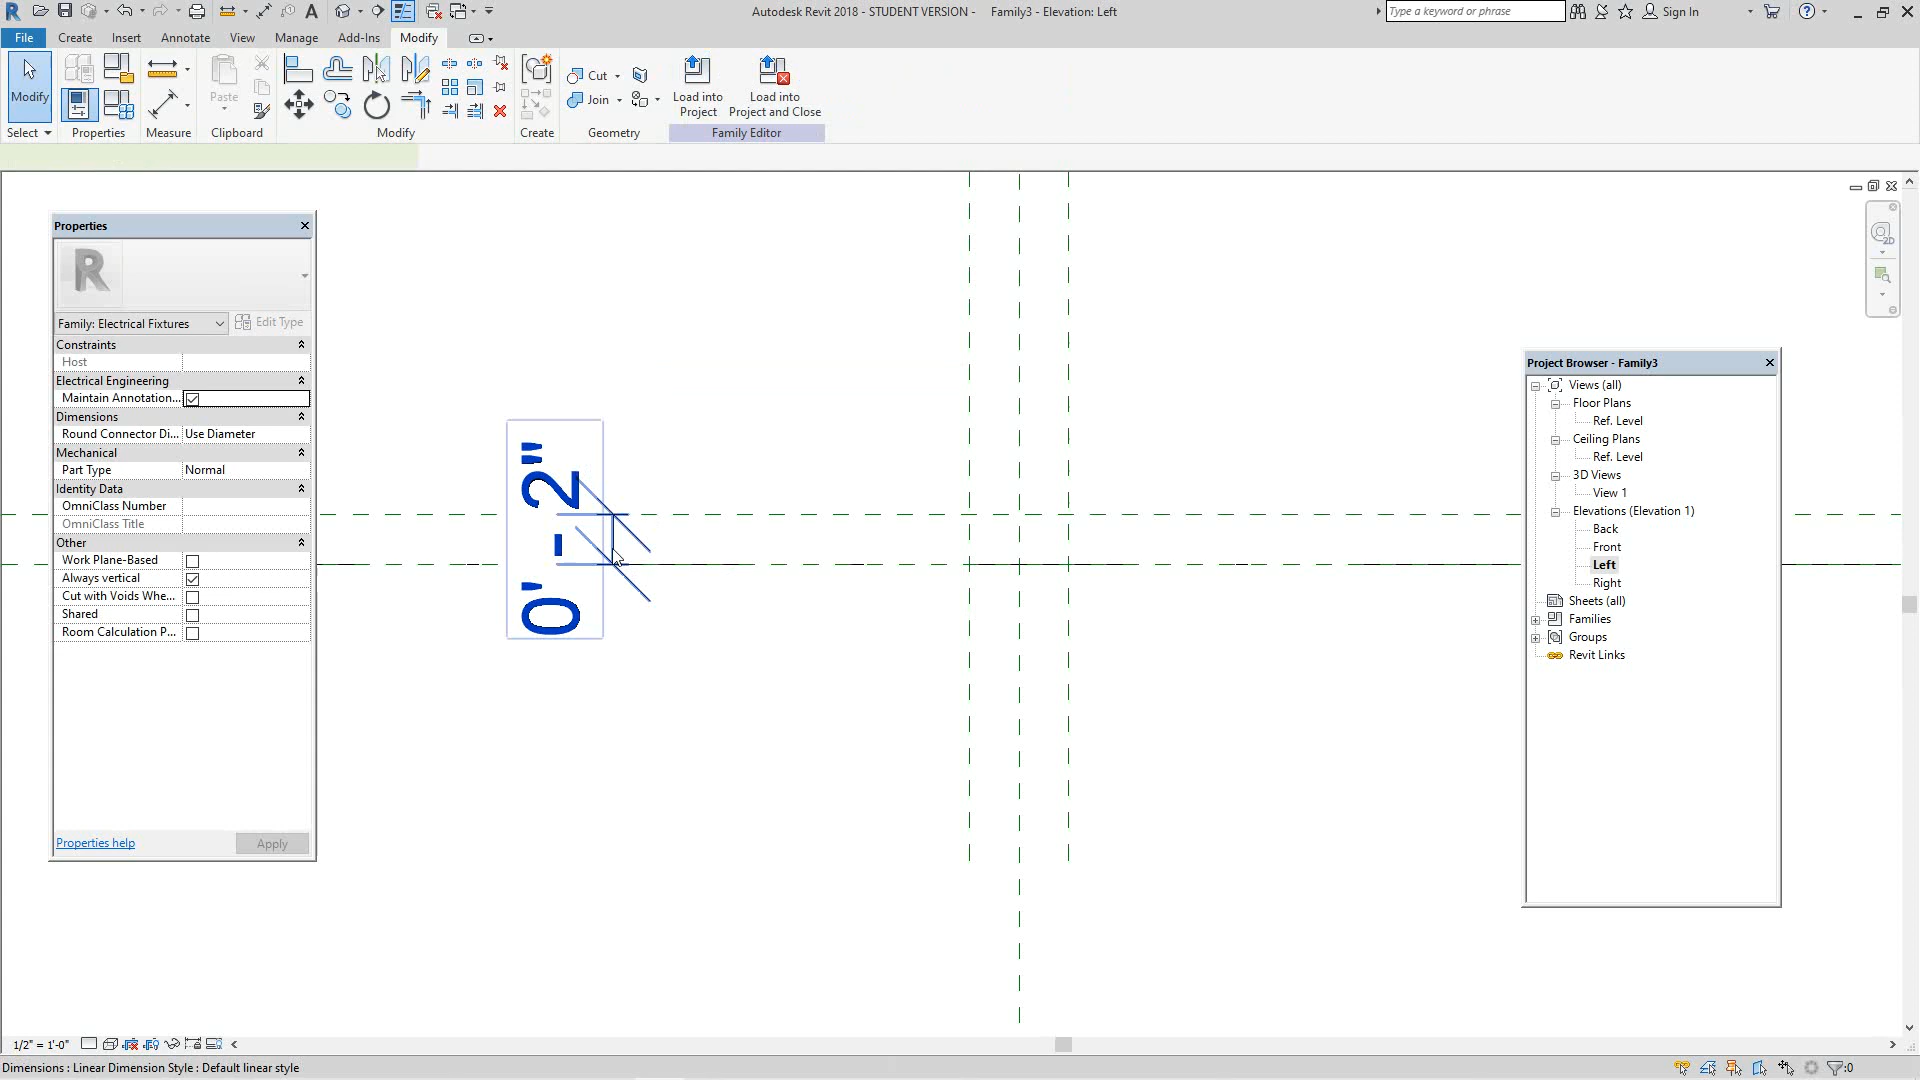 Autodesk Revit 2018 - STUDENT VERSION - Family3 - Elevation: Left
Type a keyword or phrase
Sign In
File Create Insert Annotate View Manage Add-Ins Modify
Modify
Paste
Cut
Join
Load into Project
Load into Project and Close
Select Properties Measure Clipboard Modify Create Geometry Family Editor
Properties
R
Family: Electrical Fixtures
Edit Type
Constraints
Host
Electrical Engineering
Maintain Annotation...
Dimensions
Round Connector Di... Use Diameter
Mechanical
Part Type Normal
Identity Data
OmniClass Number
OmniClass Title
Other
Work Plane-Based
Always vertical
Cut with Voids Whe...
Shared
Room Calculation P...
Properties help
Apply
0' - 2"
2D
Project Browser - Family3
Views (all)
Floor Plans
Ref. Level
Ceiling Plans
Ref. Level
3D Views
View 1
Elevations (Elevation 1)
Back
Front
Left
Right
Sheets (all)
Families
Groups
Revit Links
1/2" = 1'-0"
Dimensions : Linear Dimension Style : Default linear style
:0